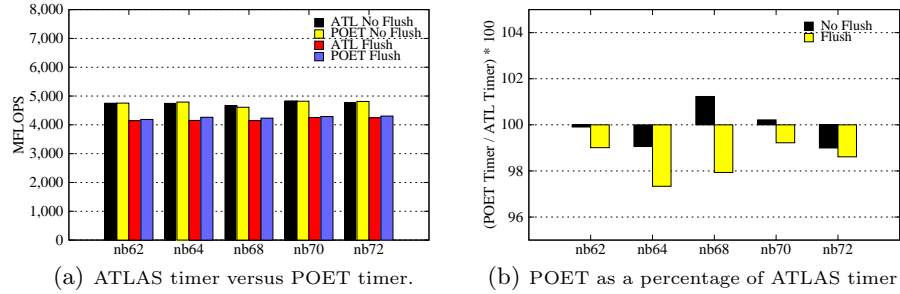 8,000
7,000
6,000
5,000
4,000
3,000
2,000
1,000
0
MFLOPS
ATL No Flush
POET No Flush
ATL Flush
POET Flush
nb62 nb64 nb68 nb70 nb72
(a) ATLAS timer versus POET timer.
104
102
100
98
96
(POET Timer / ATL Timer) * 100
No Flush
Flush
nb62 nb64 nb68 nb70 nb72
(b) POET as a percentage of ATLAS timer